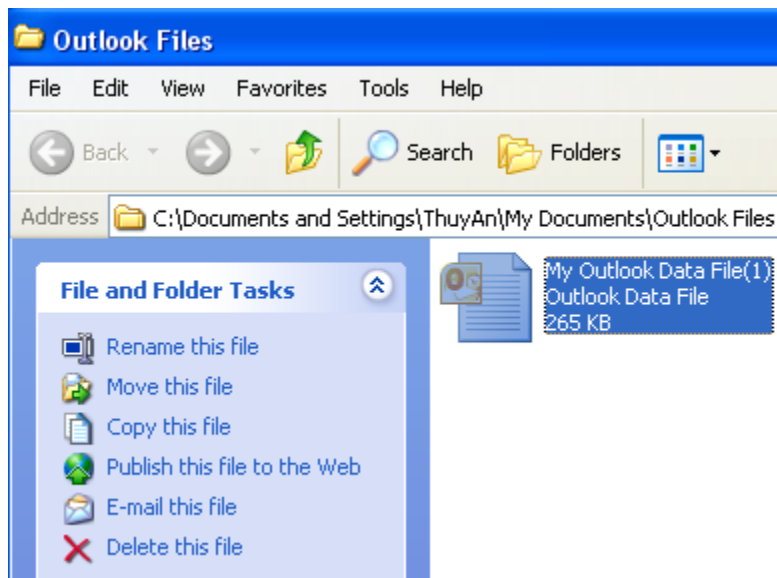 Outlook Files
File Edit View Favorites Tools Help
Back Search Folders
Address C:\Documents and Settings\ThuyAn\My Documents\Outlook Files
File and Folder Tasks
Rename this file
Move this file
Copy this file
Publish this file to the Web
E-mail this file
Delete this file
My Outlook Data File(1)
Outlook Data File
265 KB